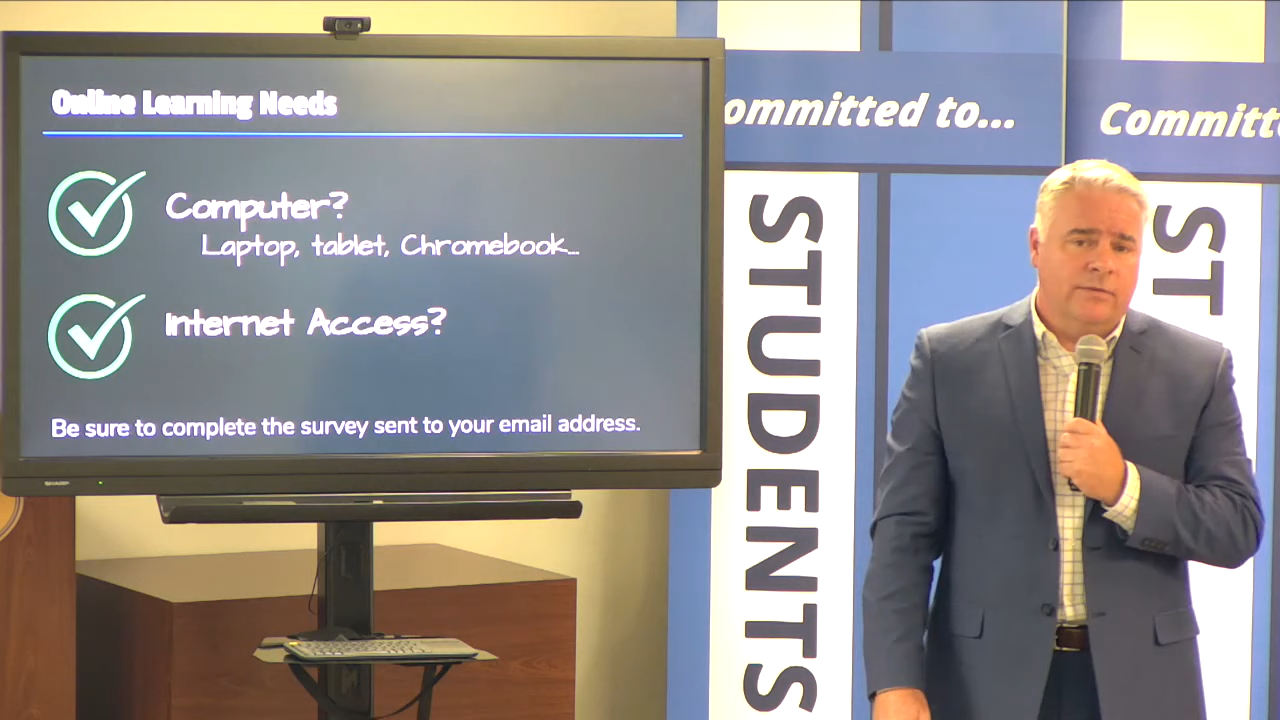 Online Learning Needs
Computer?
Laptop, tablet, Chromebook...
Internet Access?
Be sure to complete the survey sent to your email address.
SHARP
ommitted to...
Committ
STUDENTS
ST